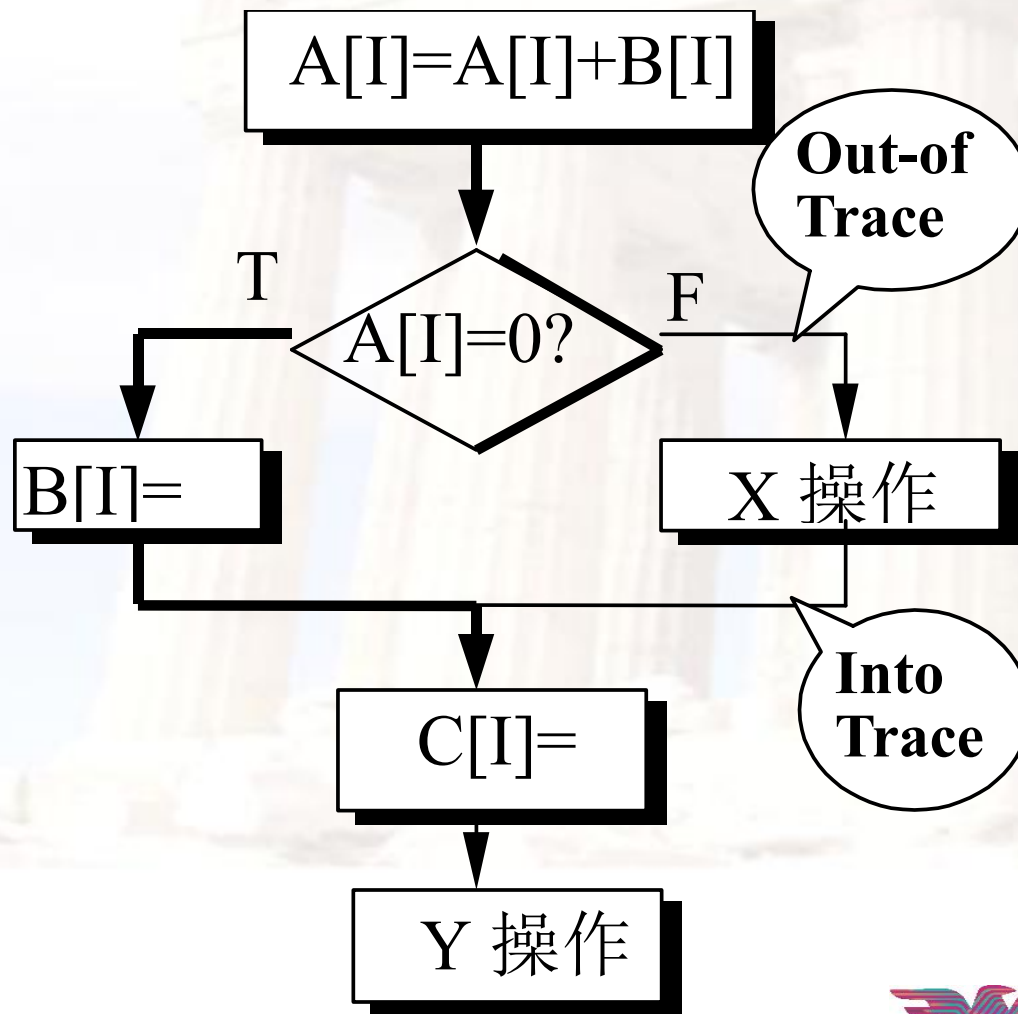 A[I]=A[I]+B[I]
Out-of
Trace
T
F
A[I]=0?
B[I]=
X 操作
Into
Trace
C[I]=
Y 操作